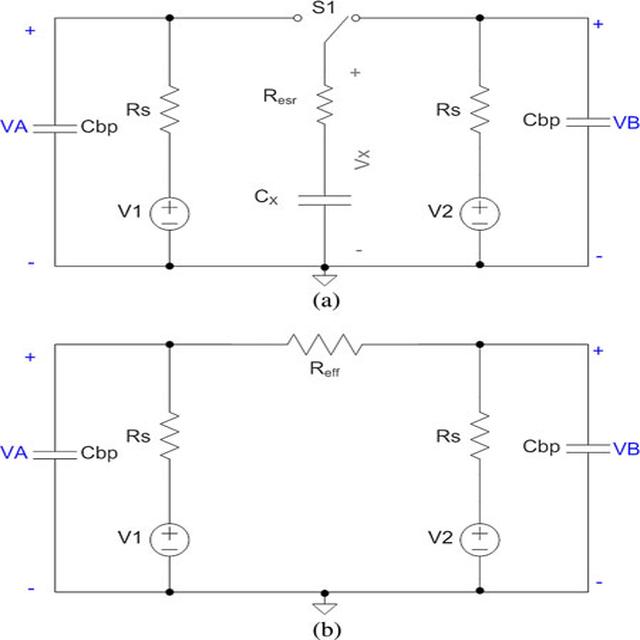 S1
+ +
+
Rs Resr Rs
VA Cbp Cbp VB
Vx
V1 + − Cx V2 + −
- - -
(a)
+ +
Reff
Rs Rs
VA Cbp Cbp VB
V1 + − V2 + −
- -
(b)